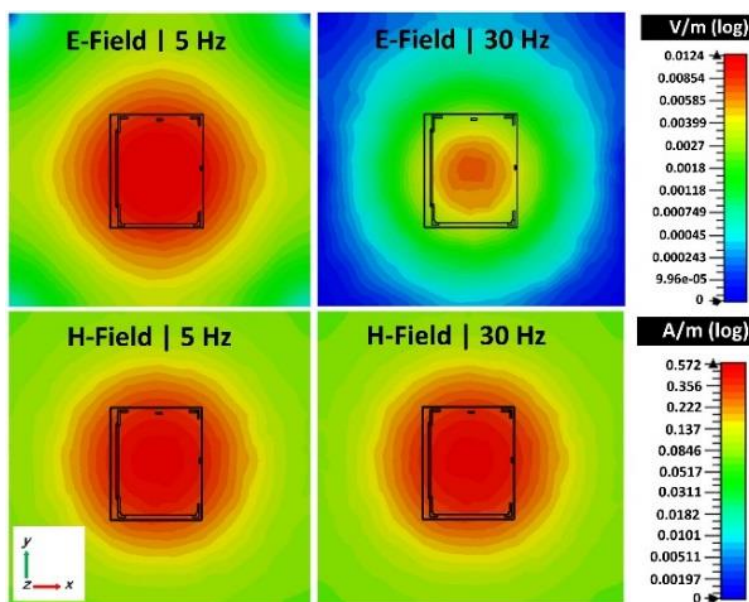 E-Field | 5 Hz
E-Field | 30 Hz
V/m (log)
0.0124
0.00854
0.00585
0.00399
0.0027
0.0018
0.00118
0.000749
0.00045
0.000243
9.96e-05
0
H-Field | 5 Hz
H-Field | 30 Hz
A/m (log)
0.572
0.356
0.222
0.137
0.0846
0.0517
0.0311
0.0182
0.0101
0.00511
0.00197
0
y
z
x